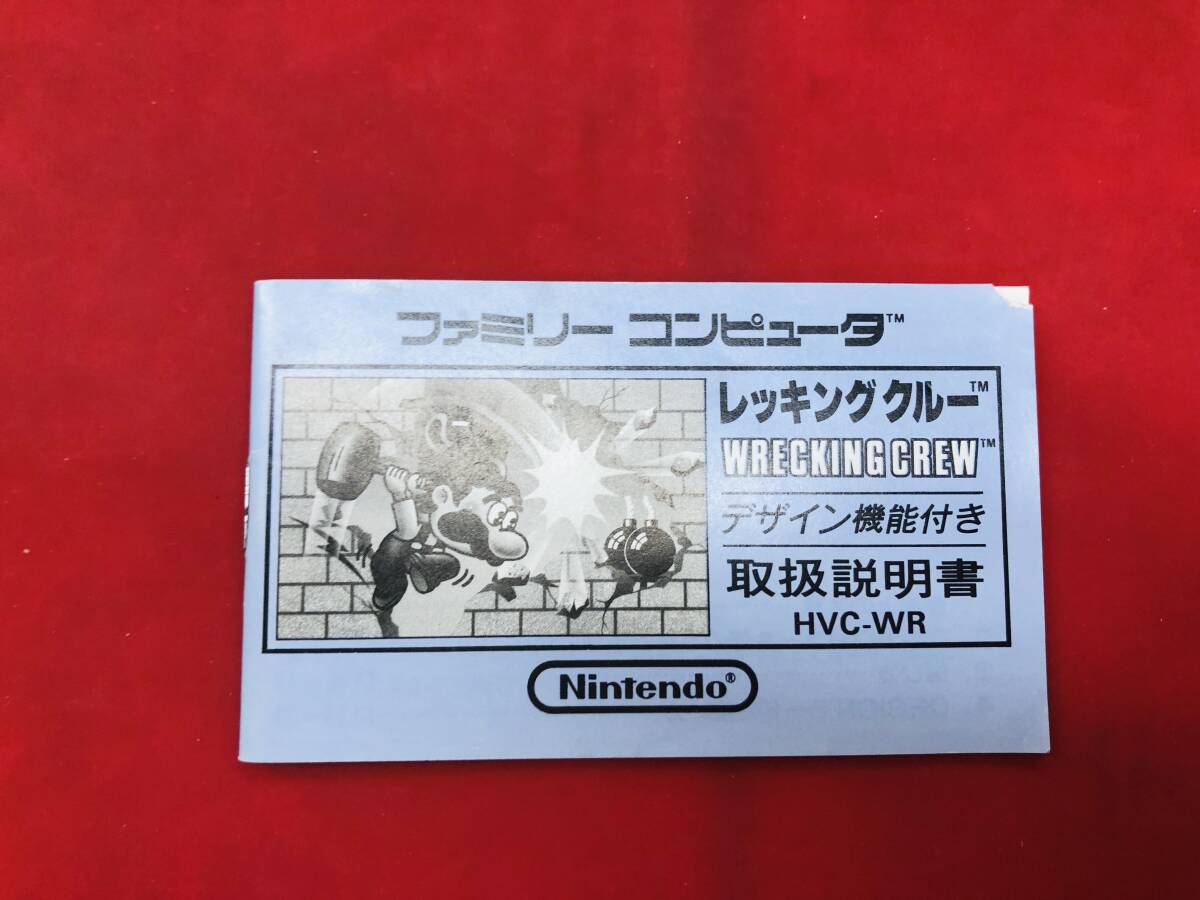 ファミリー コンピュータ™
レッキングクルー™
WRECKING CREW™
デザイン機能付き
取扱説明書
HVC-WR
Nintendo®